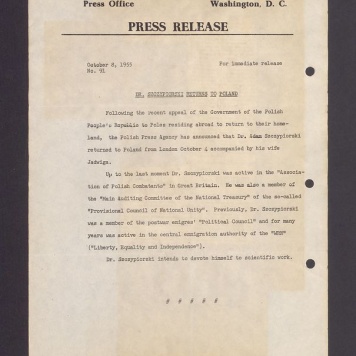 Press Office Washington, D. C.
PRESS RELEASE
October 8, 1955 For immediate release
No. 91
DR. SZCZYPIORSKI RETURNS TO POLAND
Following the recent appeal of the Government of the Polish
People's Republic to Poles residing abroad to return to their home-
land, the Polish Press Agency has announced that Dr. Adam Szczypiorski
returned to Poland from London October 4 accompanied by his wife
Jadwiga.
Up to the last moment Dr. Szczypiorski was active in the "Associa-
tion of Polish Combatants" in Great Britain. He was also a member of
the "Main Auditing Committee of the National Treasury" of the so-called
"Provisional Council of National Unity". Previously, Dr. Szczypiorski
was a member of the postwar emigres' "Political Council" and for many
years was active in the central emigration authority of the "WRN"
("Liberty, Equality and Independence").
Dr. Szczypiorski intends to devote himself to scientific work.
# # # # #